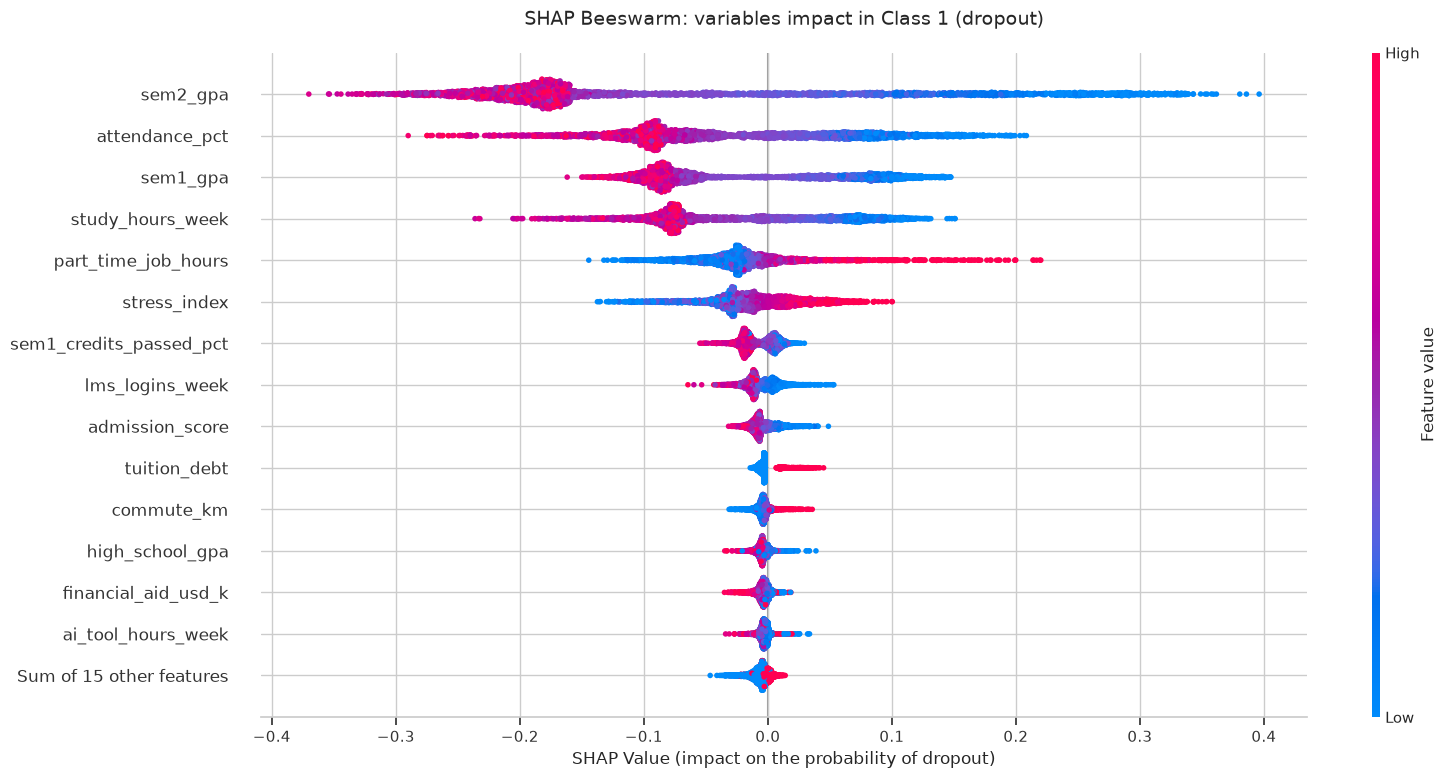 SHAP Beeswarm: variables impact in Class 1 (dropout)
High
sem2_gpa
attendance_pct
sem1_gpa
study_hours_week
part_time_job_hours
stress_index
sem1_credits_passed_pct
lms_logins_week
admission_score
tuition_debt
commute_km
high_school_gpa
financial_aid_usd_k
ai_tool_hours_week
Sum of 15 other features
Feature value
Low
−0.4 −0.3 −0.2 −0.1 0.0 0.1 0.2 0.3 0.4
SHAP Value (impact on the probability of dropout)